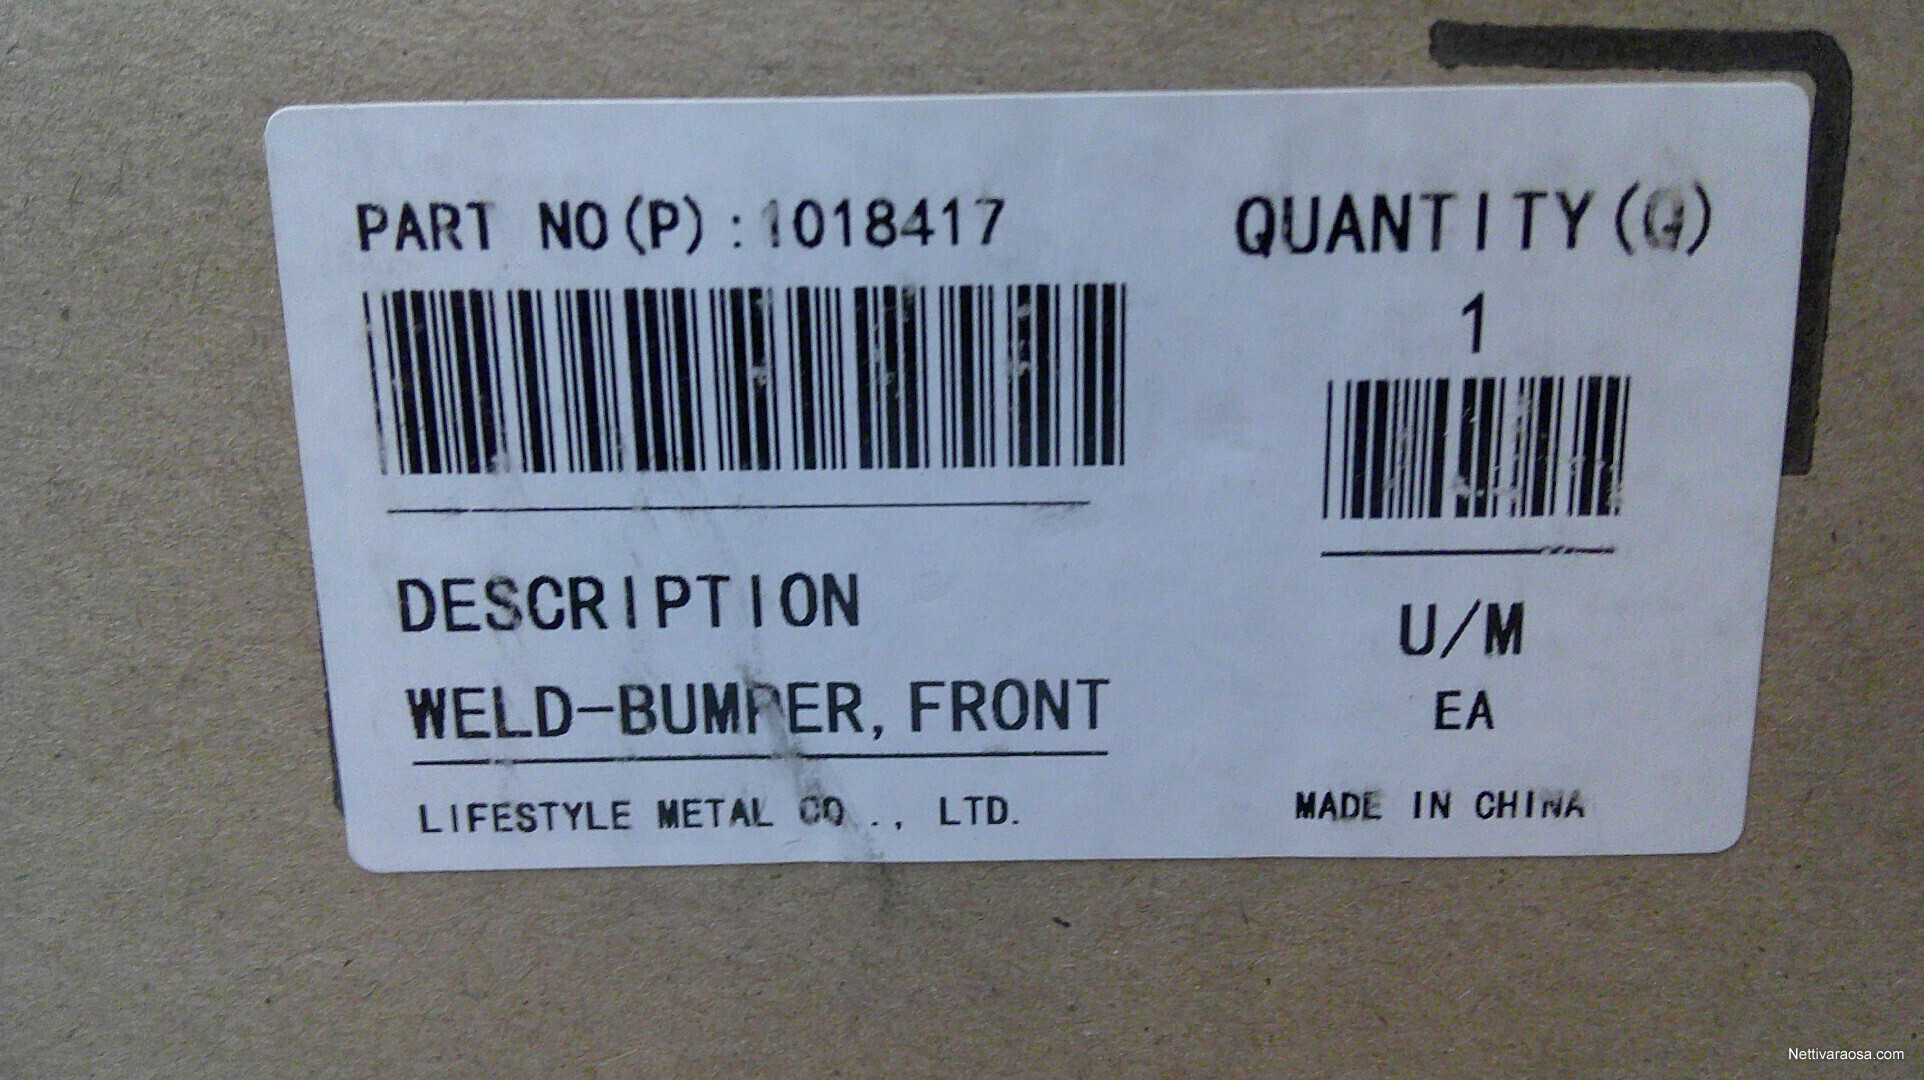 PART NO(P):1018417
QUANTITY(Q)
1
DESCRIPTION
WELD-BUMPER, FRONT
U/M
EA
LIFESTYLE METAL CO., LTD.
MADE IN CHINA
Nettivaraosa.com